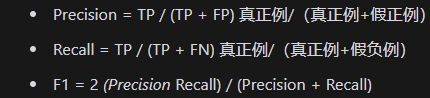 • Precision = TP / (TP + FP) 真正例/（真正例+假正例）
• Recall = TP / (TP + FN) 真正例/（真正例+假负例）
• F1 = 2 (Precision Recall) / (Precision + Recall)